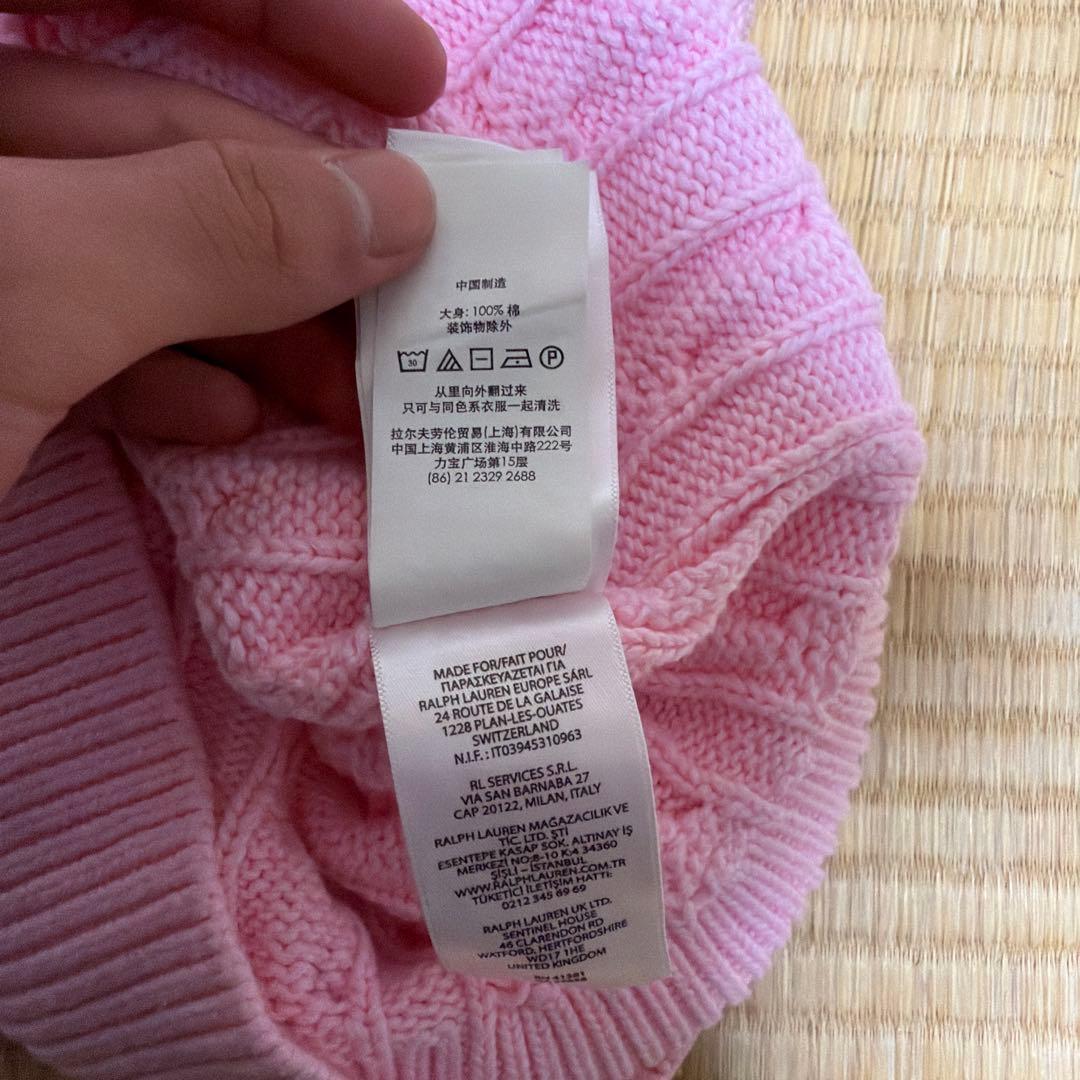 中国制造
大身: 100% 棉
装饰物除外
30
P
从里向外翻过来
只可与同色系衣服一起清洗
拉尔夫劳伦贸易(上海)有限公司
中国上海黄浦区淮海中路222号
力宝广场第15层
(86) 21 2329 2688
MADE FOR/FAIT POUR/
ΠΑΡΑΣΚΕΥΑΖΕΤΑΙ ΓΙΑ
RALPH LAUREN EUROPE SÁRL
24 ROUTE DE LA GALAISE
1228 PLAN-LES-OUATES
SWITZERLAND
N.I.F.: IT03945310963
RL SERVICES S.R.L.
VIA SAN BARNABA 27
CAP 20122, MILAN, ITALY
RALPH LAUREN MAĞAZACILIK VE
TİC. LTD. ŞTİ
ESENTEPE KASAP SOK. ALTINAY İŞ
MERKEZİ NO:8-10 K:4 34360
ŞİŞLİ – İSTANBUL
WWW.RALPHLAUREN.COM.TR
TÜKETİCİ İLETİŞİM HATTI:
0212 345 69 69
RALPH LAUREN UK LTD.
SENTINEL HOUSE
46 CLARENDON RD
WATFORD, HERTFORDSHIRE
WD17 1HE
UNITED KINGDOM
41381